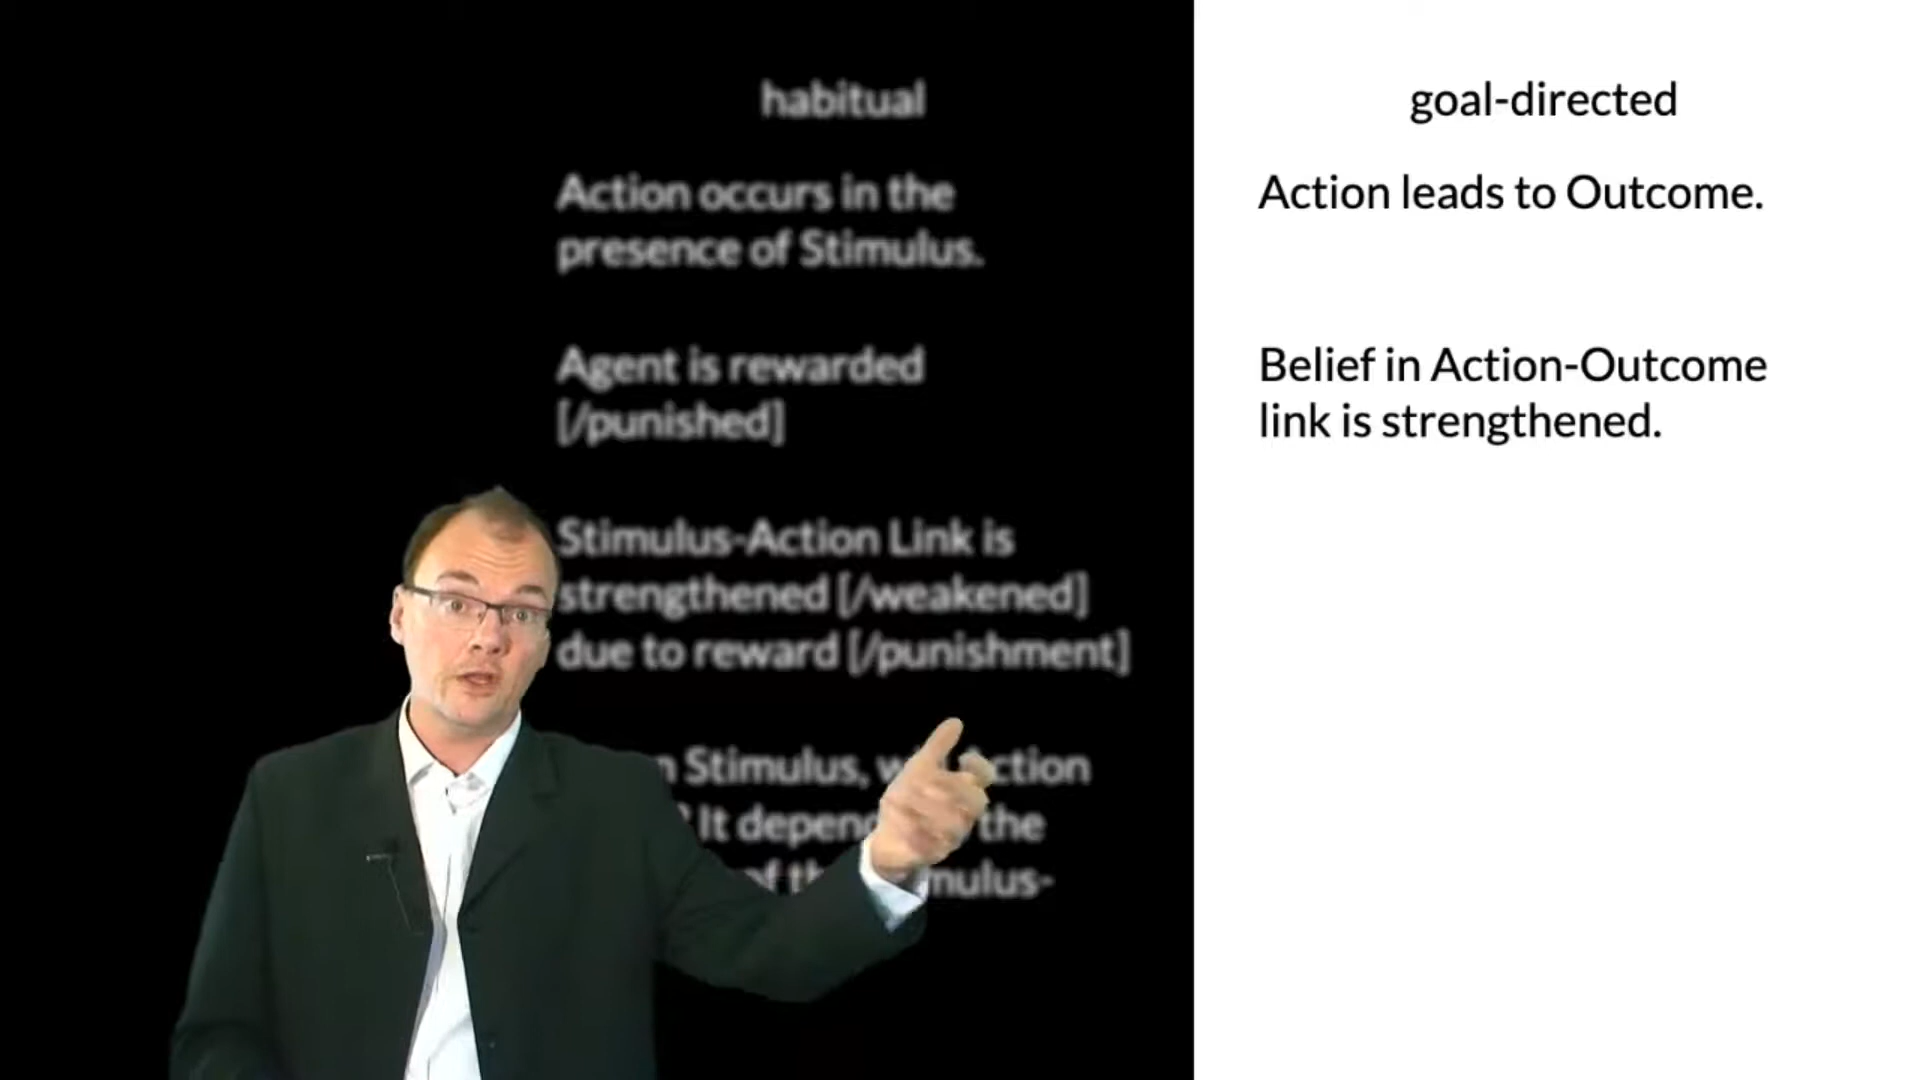 habitual
Action occurs in the
presence of Stimulus.
Agent is rewarded
[/punished]
Stimulus-Action Link is
strengthened [/weakened]
due to reward [/punishment]
Stimulus,
It the
goal-directed
Action leads to Outcome.
Belief in Action-Outcome
link is strengthened.